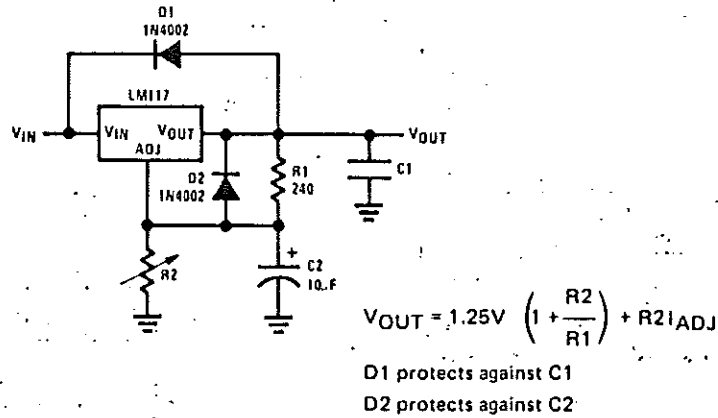 D1
1N4002
LM117
VIN
VIN
VOUT
VOUT
ADJ
D2
1N4002
R1
240
C1
R2
+
C2
10µF
VOUT = 1.25V (1 + R2/R1) + R2IADJ
D1 protects against C1
D2 protects against C2